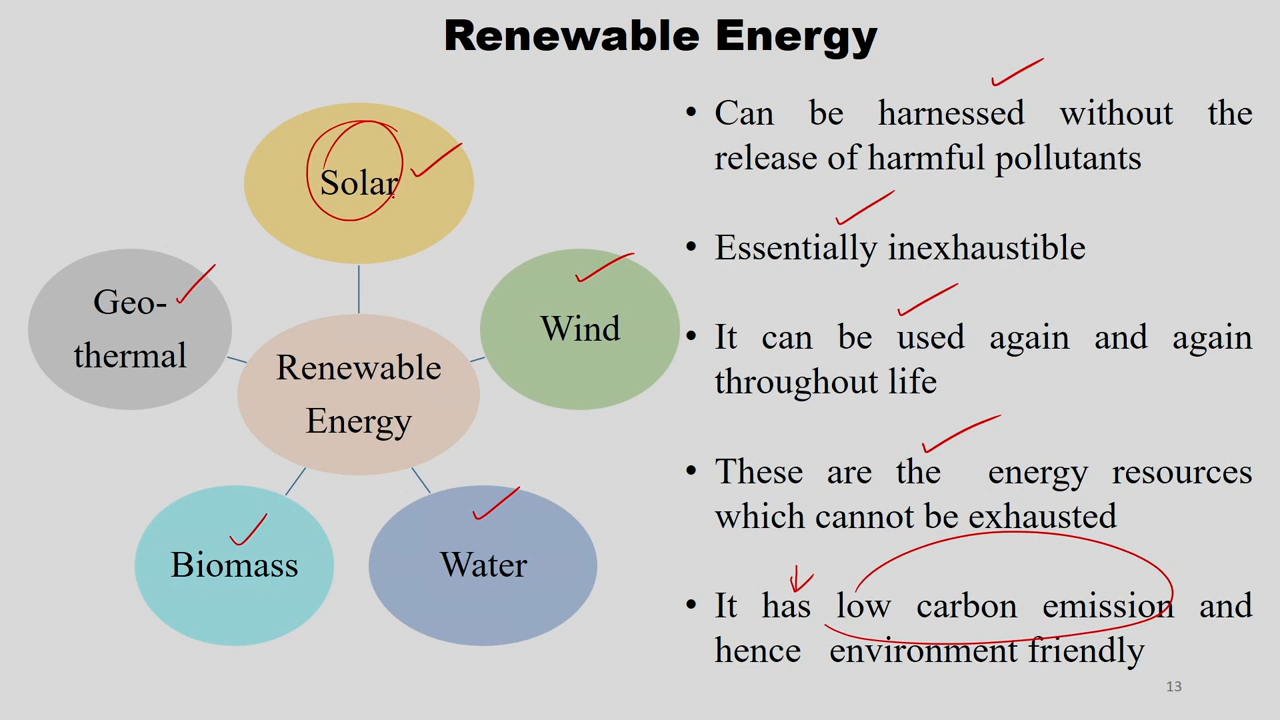 Renewable Energy
Solar
Geo-
thermal
Wind
Renewable
Energy
Biomass
Water
• Can be harnessed without the
release of harmful pollutants
• Essentially inexhaustible
• It can be used again and again
throughout life
• These are the energy resources
which cannot be exhausted
• It has low carbon emission and
hence environment friendly
13